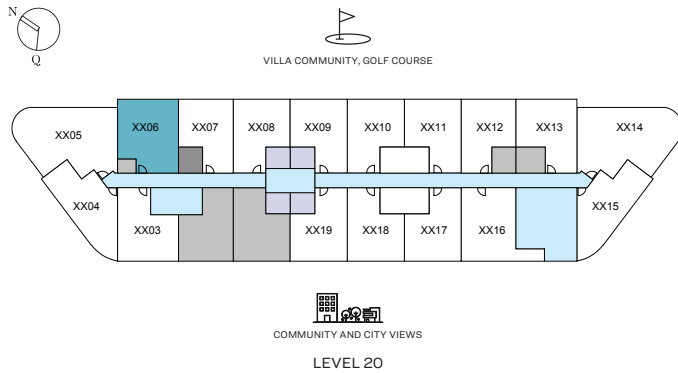 N
Q
VILLA COMMUNITY, GOLF COURSE
XX05
XX06
XX07
XX08
XX09
XX10
XX11
XX12
XX13
XX14
XX04
XX15
XX03
XX19
XX18
XX17
XX16
COMMUNITY AND CITY VIEWS
LEVEL 20